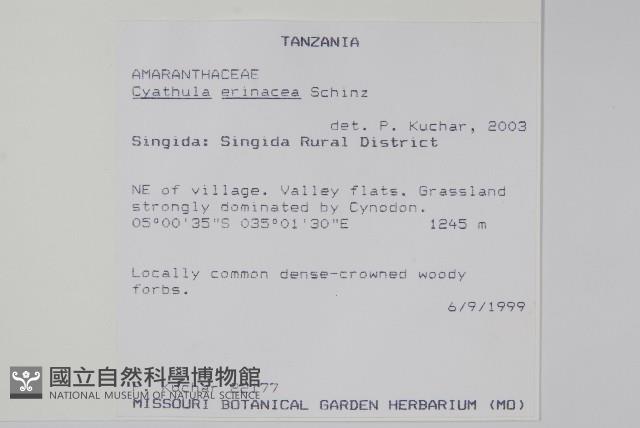 TANZANIA
AMARANTHACEAE
Cyathula erinacea Schinz
det. P. Kuchar, 2003
Singida: Singida Rural District
NE of village. Valley flats. Grassland
strongly dominated by Cynodon.
05°00'35"S 035°01'30"E 1245 m
Locally common dense-crowned woody
forbs.
6/9/1999
Kuchar
國立自然科學博物館
NATIONAL MUSEUM OF NATURAL SCIENCE
MISSOURI BOTANICAL GARDEN HERBARIUM (MO)